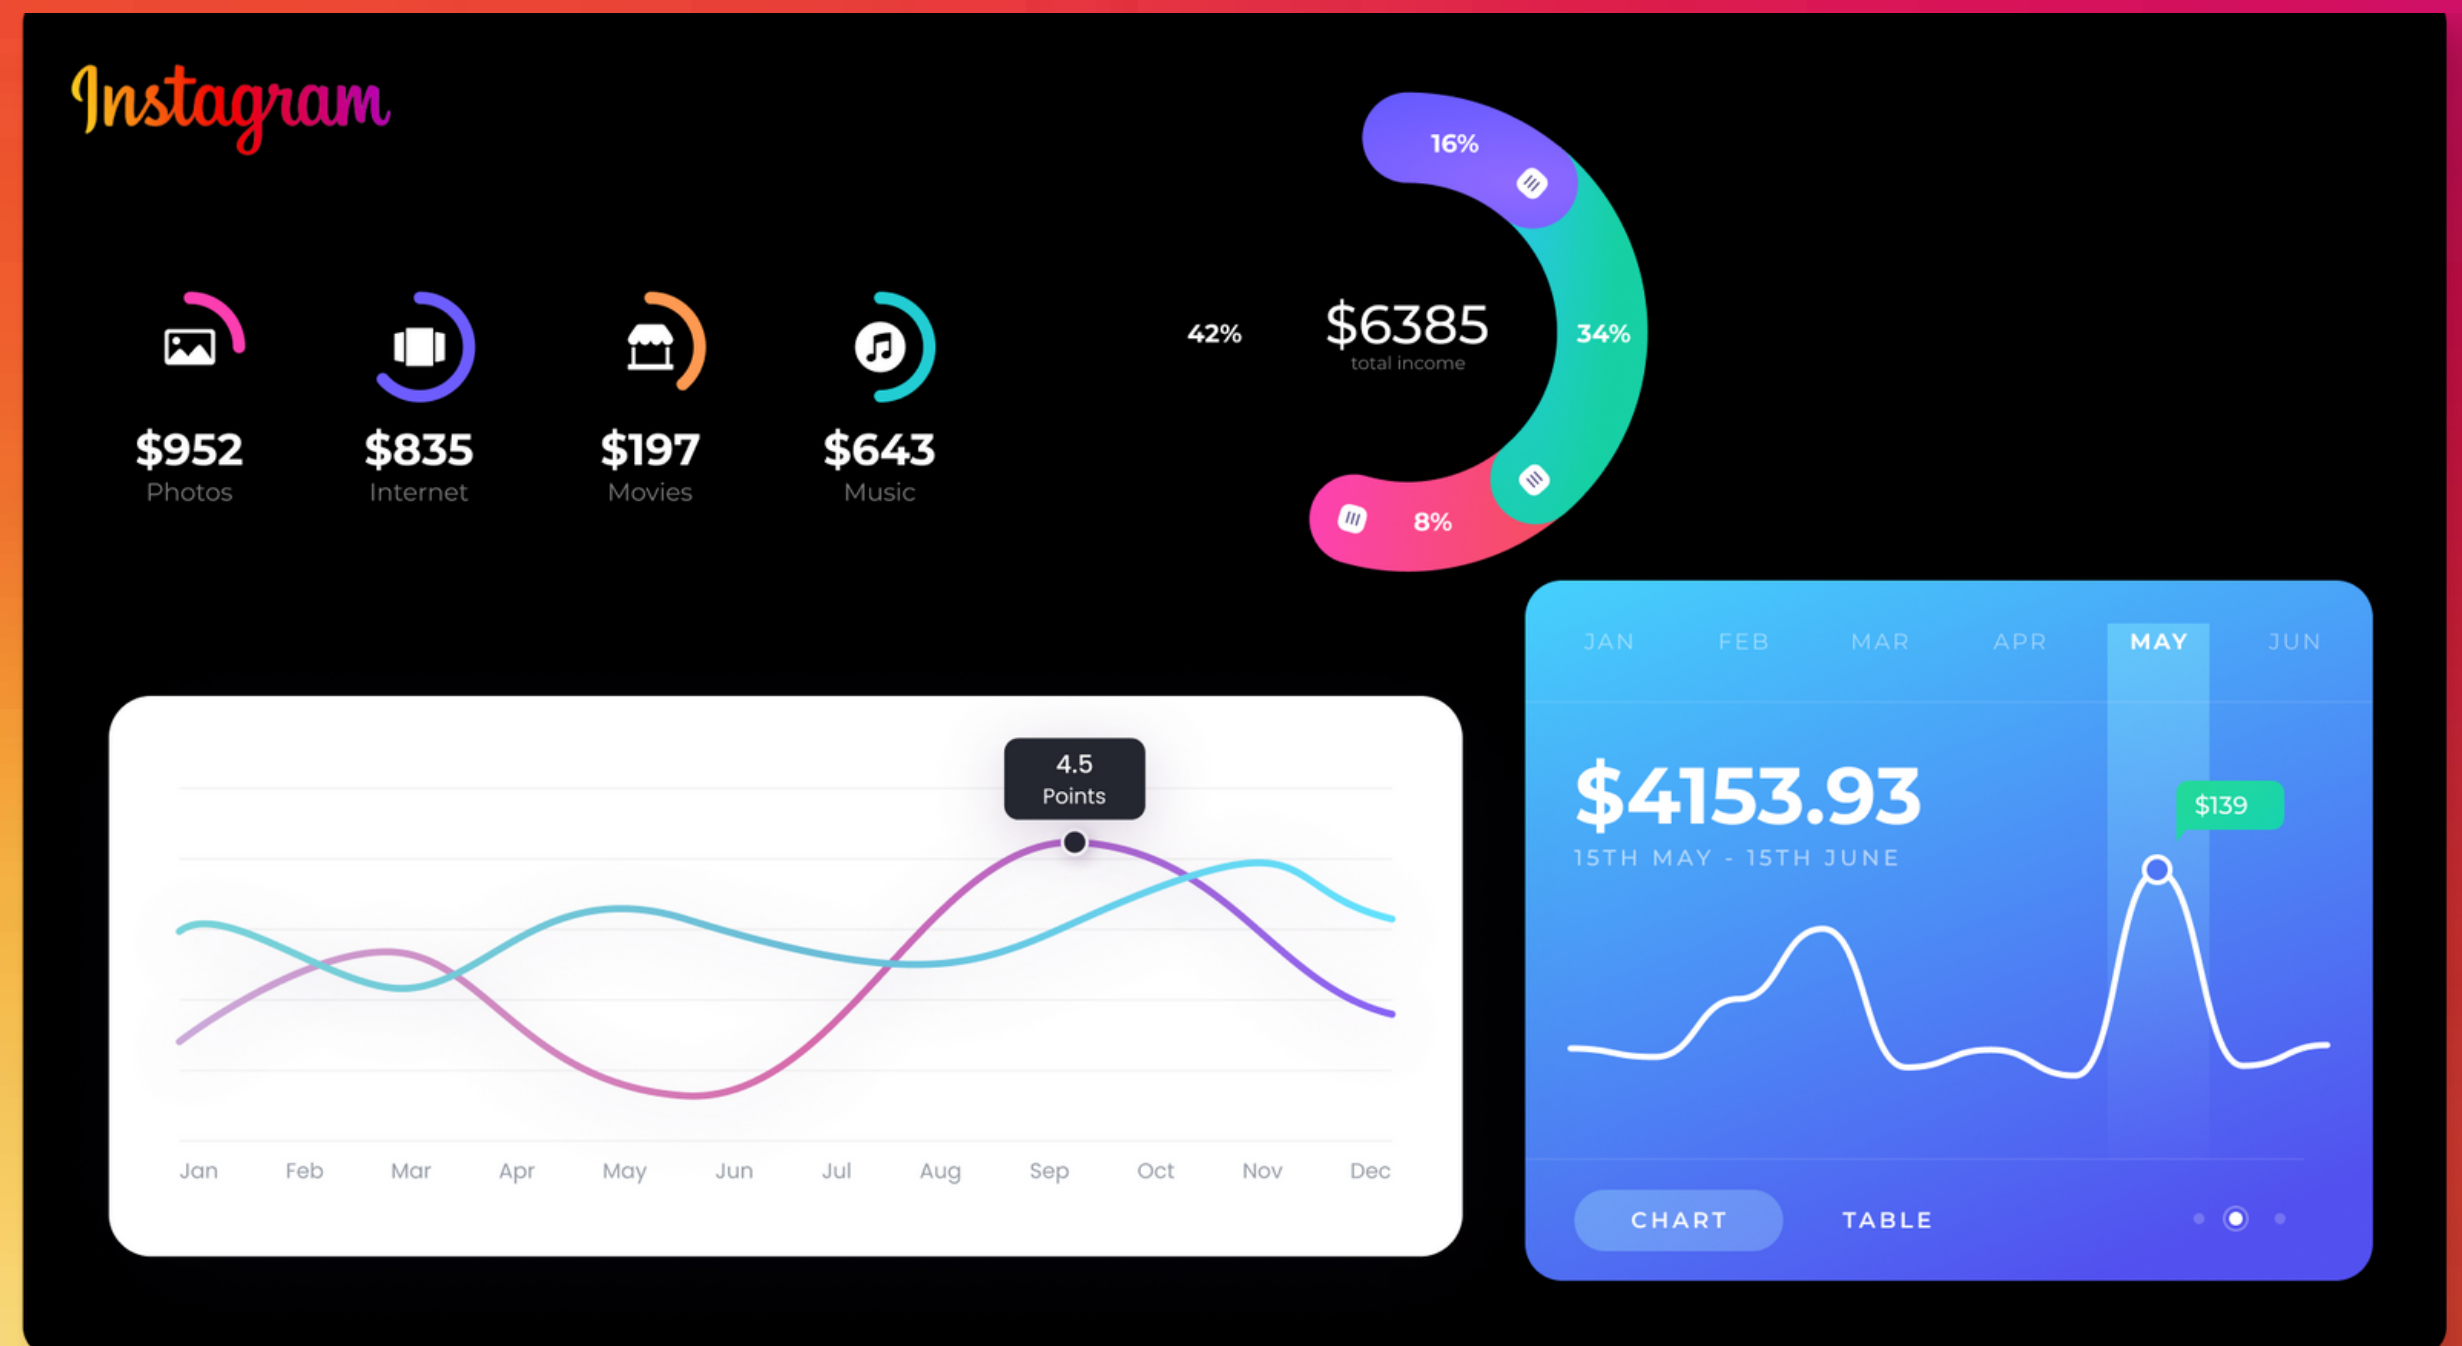 Instagram
16%
42%
$6385
total income
34%
8%
$952
Photos
$835
Internet
$197
Movies
$643
Music
4.5
Points
Jan Feb Mar Apr May Jun Jul Aug Sep Oct Nov Dec
JAN FEB MAR APR MAY JUN
$4153.93
15TH MAY - 15TH JUNE
$139
CHART TABLE